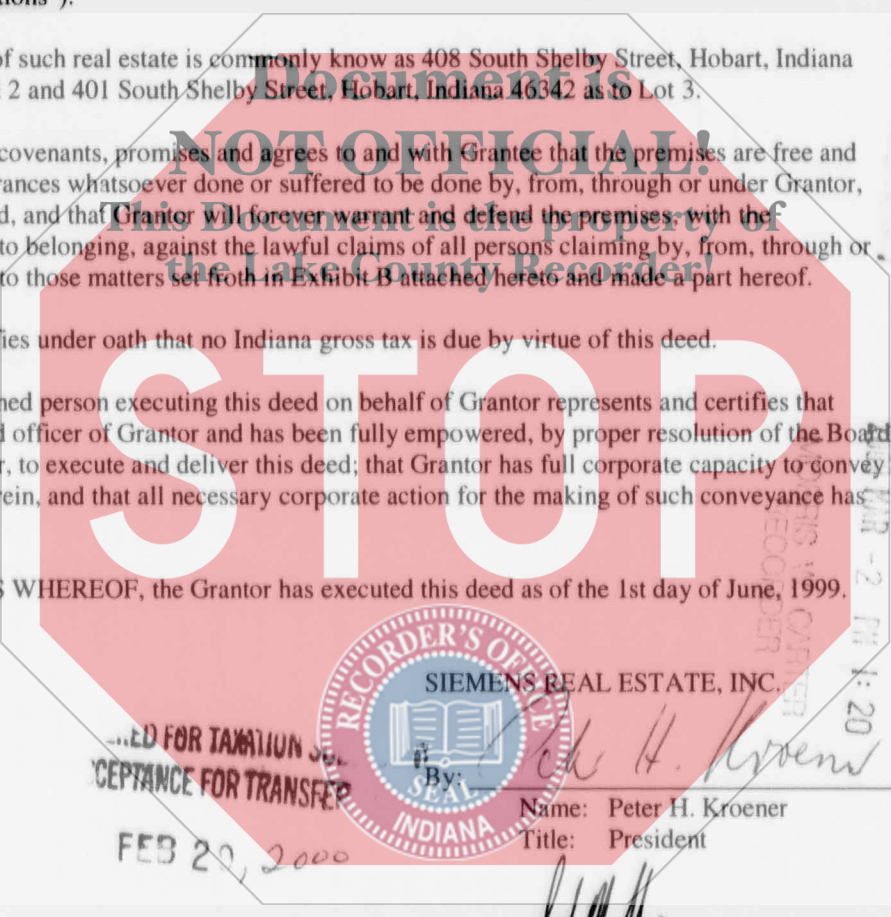 of such real estate is commonly know as 408 South Shelby Street, Hobart, Indiana
2 and 401 South Shelby Street, Hobart, Indiana 46342 as to Lot 3.
Document is
NOT OFFICIAL!
This Document is the property of
the Lake County Recorder!
covenants, promises and agrees to and with Grantee that the premises are free and
rances whatsoever done or suffered to be done by, from, through or under Grantor,
d, and that Grantor will forever warrant and defend the premises, with the
to belonging, against the lawful claims of all persons claiming by, from, through or
to those matters set froth in Exhibit B attached hereto and made a part hereof.
ies under oath that no Indiana gross tax is due by virtue of this deed.
STOP
ned person executing this deed on behalf of Grantor represents and certifies that
d officer of Grantor and has been fully empowered, by proper resolution of the Board
r, to execute and deliver this deed; that Grantor has full corporate capacity to convey
rein, and that all necessary corporate action for the making of such conveyance has
S WHEREOF, the Grantor has executed this deed as of the 1st day of June, 1999.
MORRIS W. CARTER
RECORDER
-2 PM 1:20
RECORDER'S OFFICE
SEAL
INDIANA
SIEMENS REAL ESTATE, INC.
ED FOR TAXATION
CEPTANCE FOR TRANSFER
FEB 29, 2000
By:
H. Kroener
Name: Peter H. Kroener
Title: President